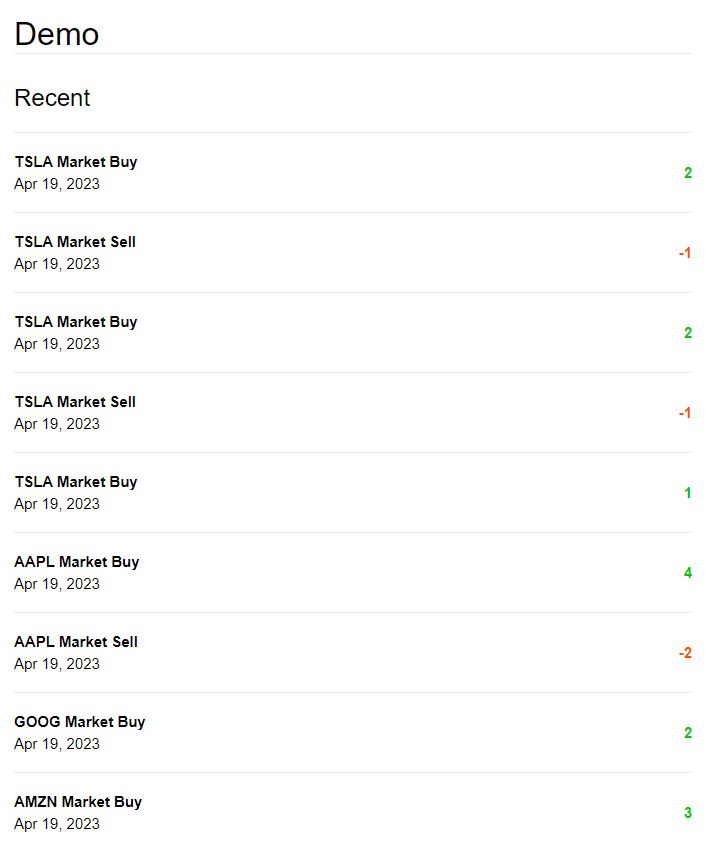 Demo
Recent
TSLA Market Buy
Apr 19, 2023
2
TSLA Market Sell
Apr 19, 2023
-1
TSLA Market Buy
Apr 19, 2023
2
TSLA Market Sell
Apr 19, 2023
-1
TSLA Market Buy
Apr 19, 2023
1
AAPL Market Buy
Apr 19, 2023
4
AAPL Market Sell
Apr 19, 2023
-2
GOOG Market Buy
Apr 19, 2023
2
AMZN Market Buy
Apr 19, 2023
3